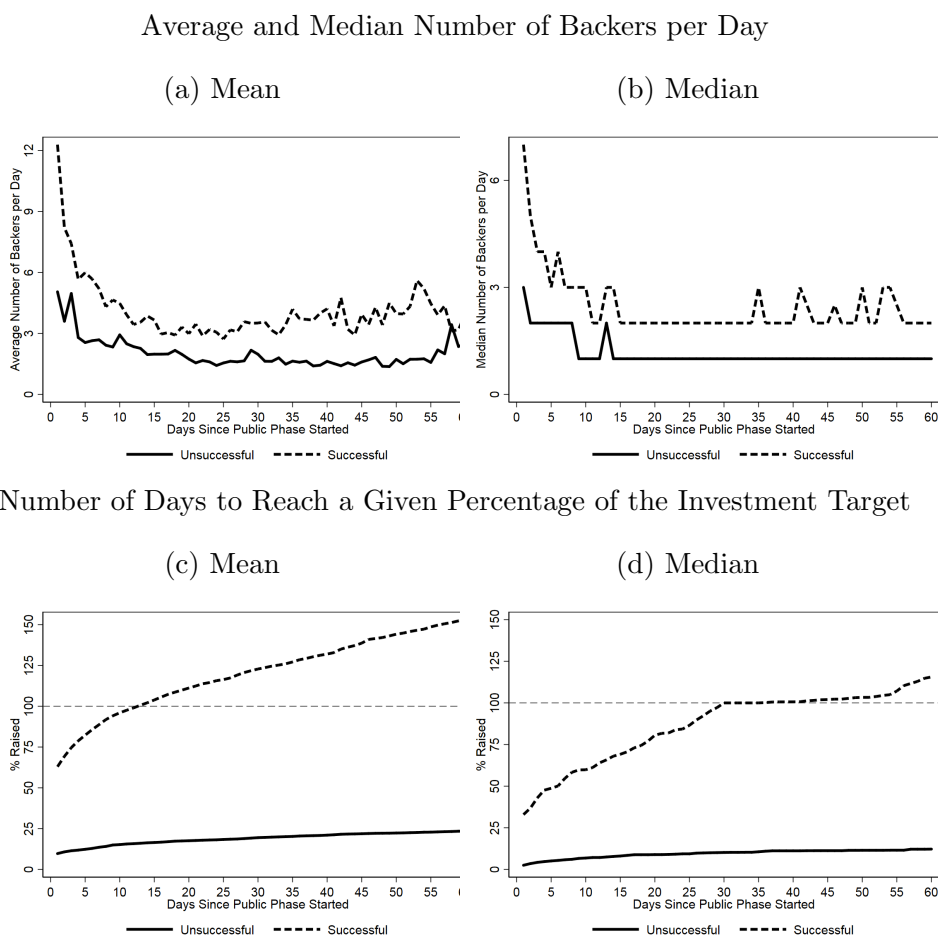 Average and Median Number of Backers per Day
(a) Mean
(b) Median
Average Number of Backers per Day
0 3 6 9 12
0 5 10 15 20 25 30 35 40 45 50 55 6
Days Since Public Phase Started
Unsuccessful Successful
Median Number of Backers per Day
0 3 6
0 5 10 15 20 25 30 35 40 45 50 55 60
Days Since Public Phase Started
Unsuccessful Successful
Number of Days to Reach a Given Percentage of the Investment Target
(c) Mean
(d) Median
% Raised
0 25 50 75 100 125 150
0 5 10 15 20 25 30 35 40 45 50 55 6
Days Since Public Phase Started
Unsuccessful Successful
% Raised
0 25 50 75 100 125 150
0 5 10 15 20 25 30 35 40 45 50 55 60
Days Since Public Phase Started
Unsuccessful Successful